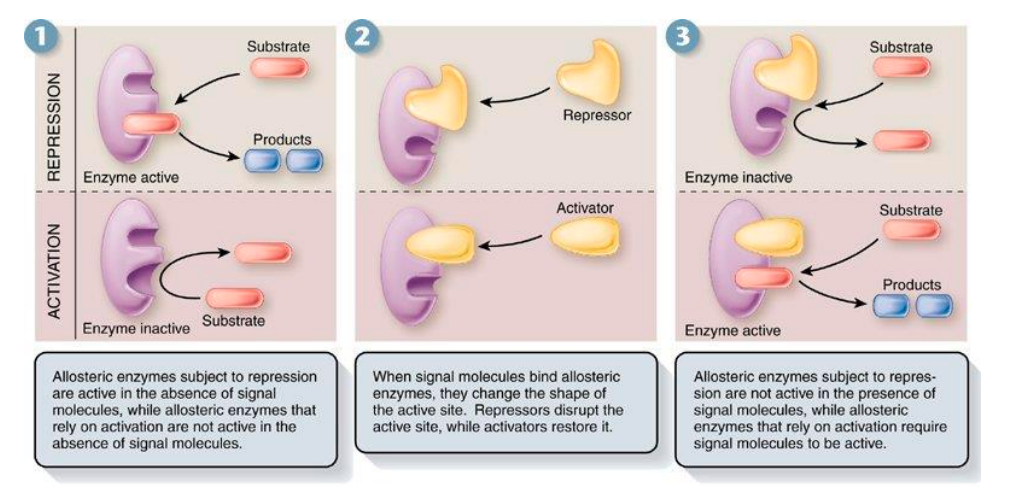 1
REPRESSION
Substrate
Products
Enzyme active
ACTIVATION
Substrate
Enzyme inactive
Allosteric enzymes subject to repression
are active in the absence of signal
molecules, while allosteric enzymes that
rely on activation are not active in the
absence of signal molecules.
2
Repressor
Activator
When signal molecules bind allosteric
enzymes, they change the shape of
the active site. Repressors disrupt the
active site, while activators restore it.
3
Substrate
Enzyme inactive
Substrate
Products
Enzyme active
Allosteric enzymes subject to repres-
sion are not active in the presence of
signal molecules, while allosteric
enzymes that rely on activation require
signal molecules to be active.